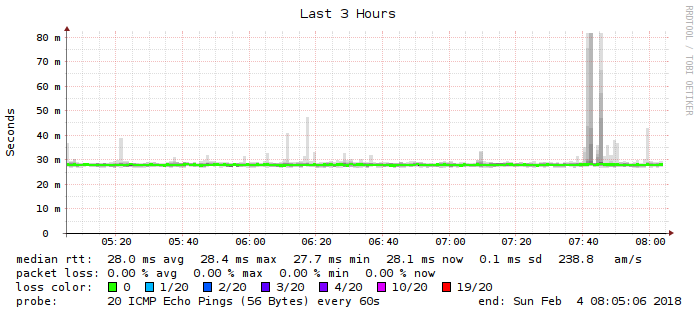 Last 3 Hours
RRDTOOL / TOBI OETIKER
Seconds
80 m
70 m
60 m
50 m
40 m
30 m
20 m
10 m
0
05:20 05:40 06:00 06:20 06:40 07:00 07:20 07:40 08:00
median rtt: 28.0 ms avg 28.4 ms max 27.7 ms min 28.1 ms now 0.1 ms sd 238.8 am/s
packet loss: 0.00 % avg 0.00 % max 0.00 % min 0.00 % now
loss color: 0 1/20 2/20 3/20 4/20 10/20 19/20
probe: 20 ICMP Echo Pings (56 Bytes) every 60s end: Sun Feb 4 08:05:06 2018